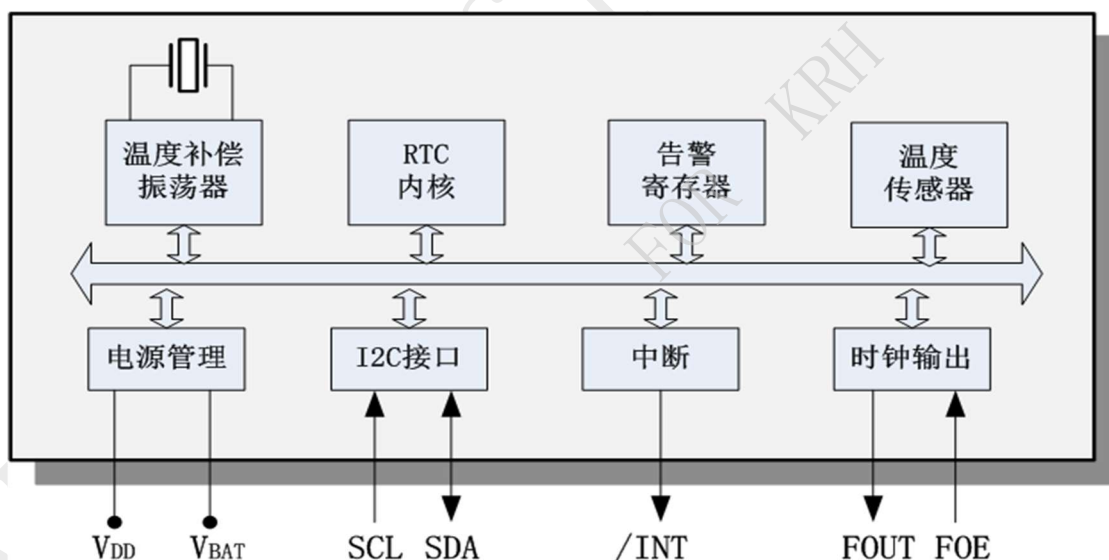 温度补偿
振荡器
RTC
内核
告警
寄存器
温度
传感器
电源管理
I2C接口
中断
时钟输出
VDD
VBAT
SCL
SDA
/INT
FOUT
FOE
FOR KRH